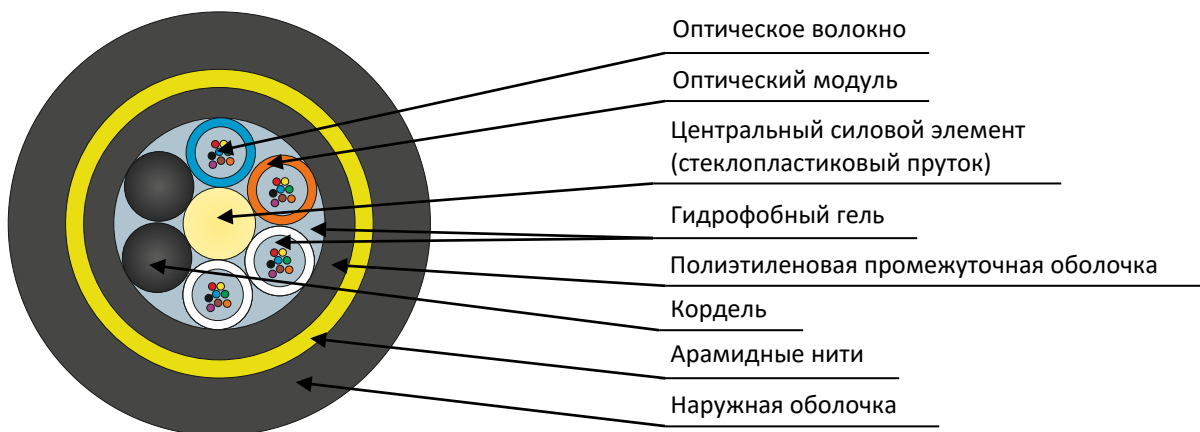 Оптическое волокно
Оптический модуль
Центральный силовой элемент
(стеклопластиковый пруток)
Гидрофобный гель
Полиэтиленовая промежуточная оболочка
Кордель
Арамидные нити
Наружная оболочка